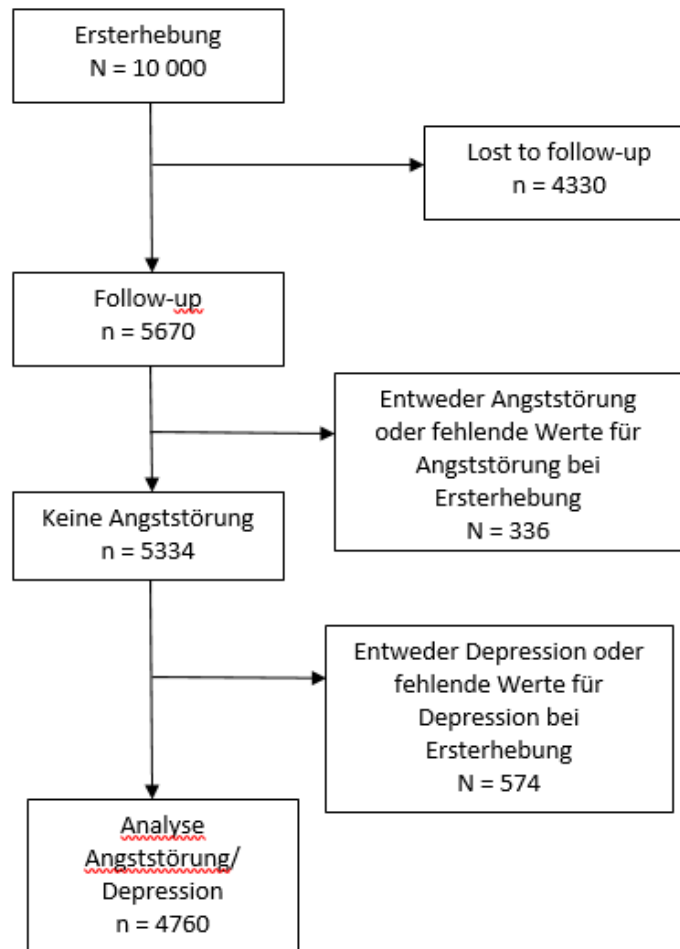 Ersterhebung
N = 10 000
Lost to follow-up
n = 4330
Follow-up
n = 5670
Entweder Angststörung
oder fehlende Werte für
Angststörung bei
Ersterhebung
N = 336
Keine Angststörung
n = 5334
Entweder Depression oder
fehlende Werte für
Depression bei
Ersterhebung
N = 574
Analyse
Angststörung/
Depression
n = 4760